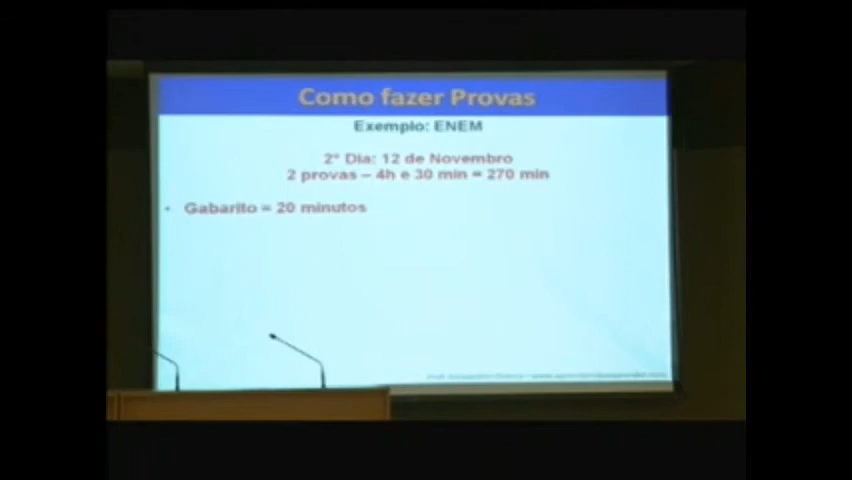 Como fazer Provas
Exemplo: ENEM
2° Dia: 12 de Novembro
2 provas – 4h e 30 min = 270 min
• Gabarito = 20 minutos